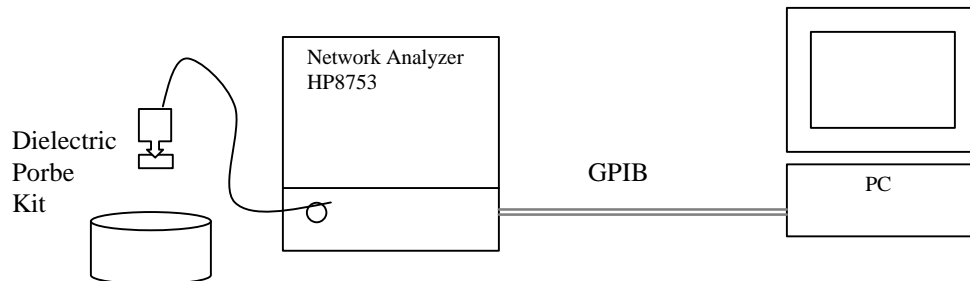 Network Analyzer
HP8753
Dielectric
Porbe
Kit
GPIB
PC